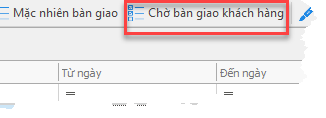 Mặc nhiên bàn giao Chờ bàn giao khách hàng
Từ ngày Đến ngày
= =